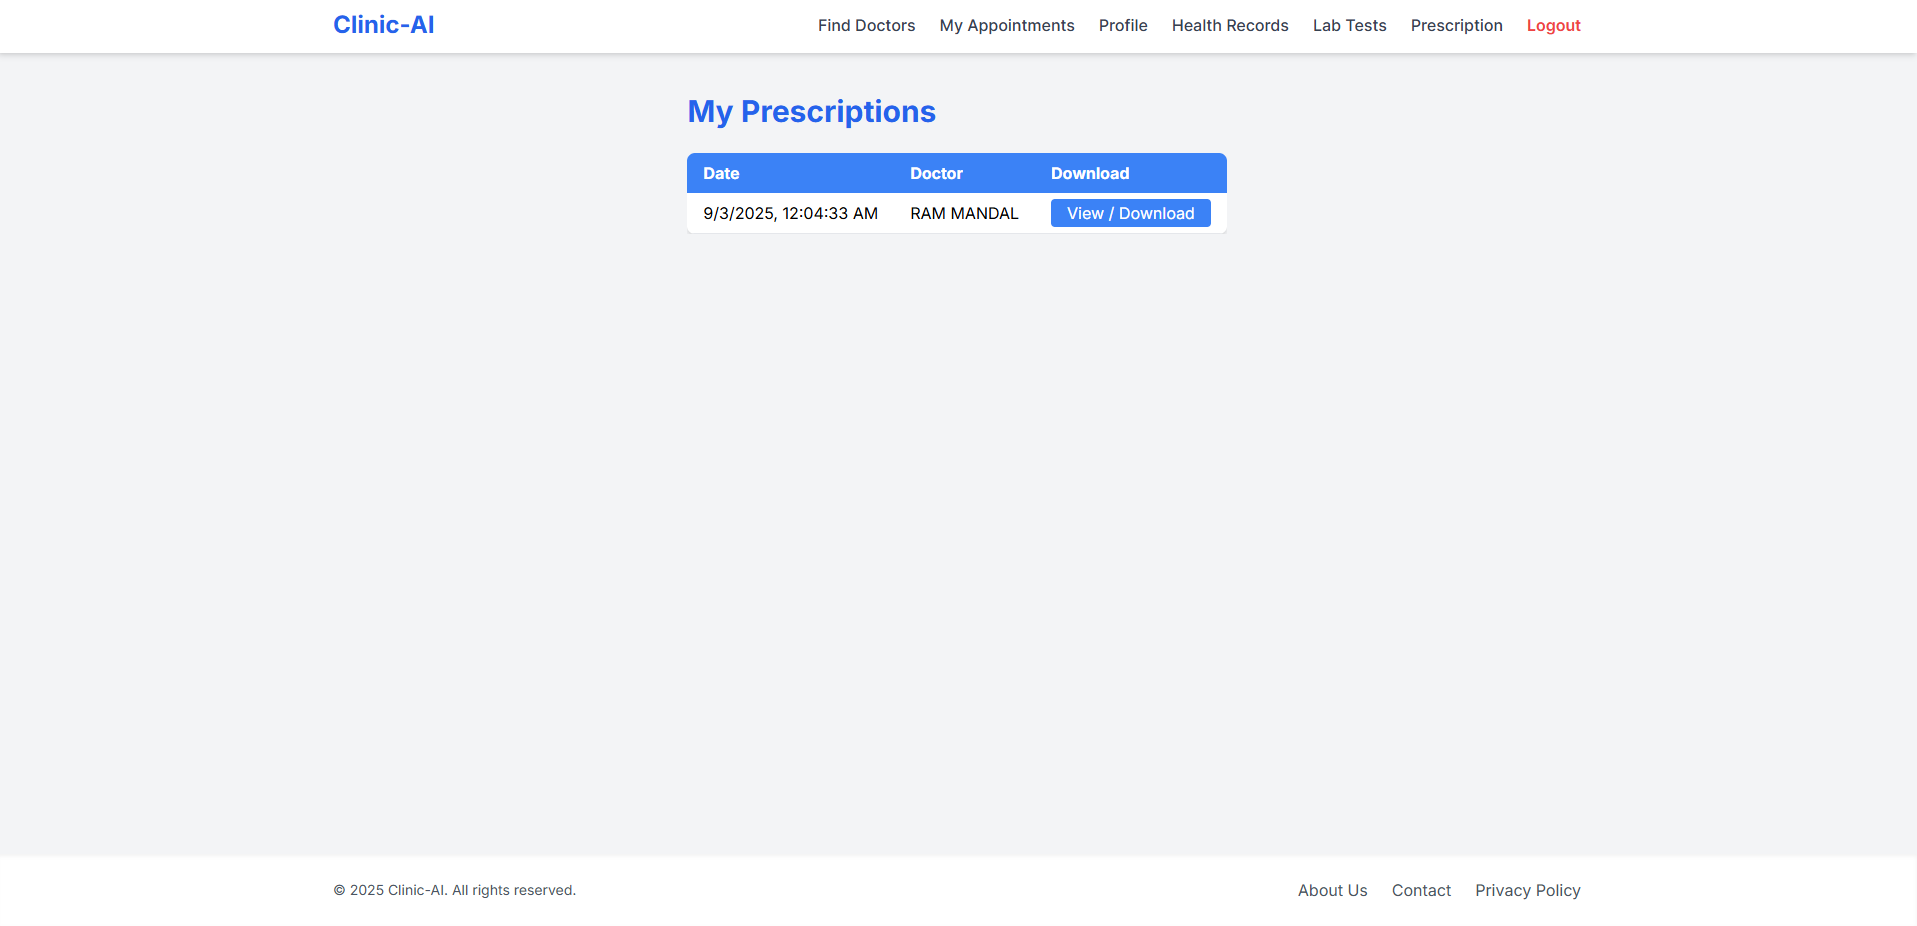 Clinic-AI Find Doctors My Appointments Profile Health Records Lab Tests Prescription Logout
My Prescriptions
Date Doctor Download
9/3/2025, 12:04:33 AM RAM MANDAL View / Download
© 2025 Clinic-AI. All rights reserved. About Us Contact Privacy Policy